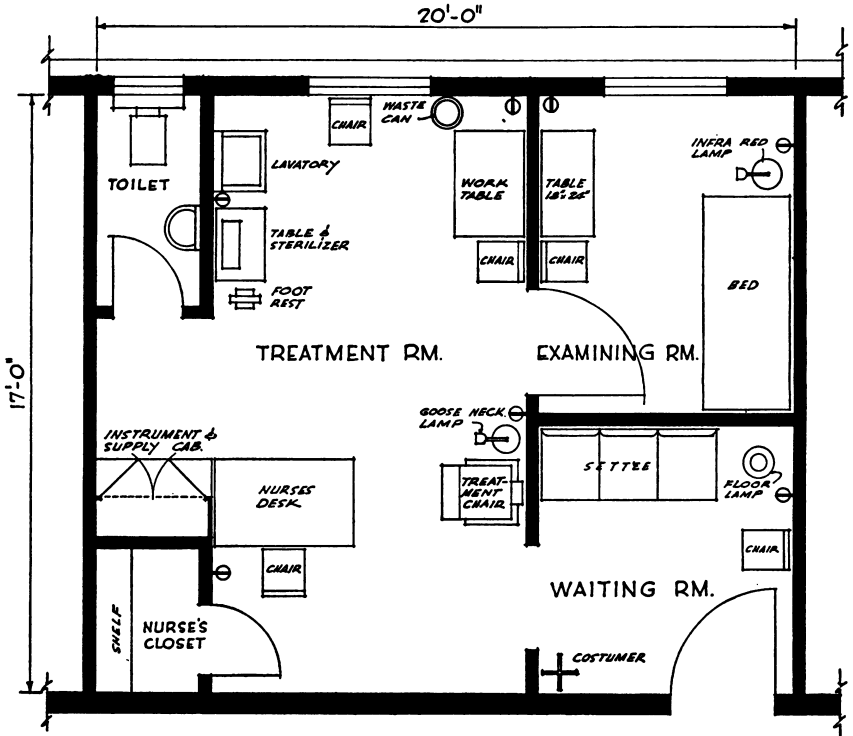 20'-0"
WASTE
CAN
CHAIR
INFRA RED
LAMP
LAVATORY
TOILET
WORK
TABLE
TABLE
18"x24"
TABLE &
STERILIZER
CHAIR
CHAIR
FOOT
REST
BED
TREATMENT RM.
EXAMINING RM.
17'-0"
GOOSE NECK
LAMP
INSTRUMENT &
SUPPLY CAB.
SETTEE
NURSES
DESK
TREAT-
MENT
CHAIR
FLOOR
LAMP
CHAIR
CHAIR
WAITING RM.
SHELF
NURSE'S
CLOSET
COSTUMER